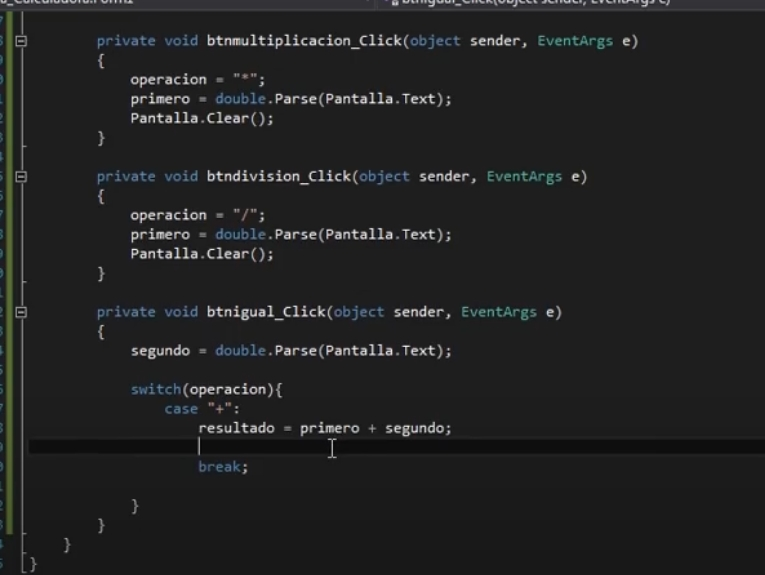 private void btnmultiplicacion_Click(object sender, EventArgs e)
{
operacion = "*";
primero = double.Parse(Pantalla.Text);
Pantalla.Clear();
}
private void btndivision_Click(object sender, EventArgs e)
{
operacion = "/";
primero = double.Parse(Pantalla.Text);
Pantalla.Clear();
}
private void btnigual_Click(object sender, EventArgs e)
{
segundo = double.Parse(Pantalla.Text);
switch(operacion){
case "+":
resultado = primero + segundo;
break;
}
}
}
}